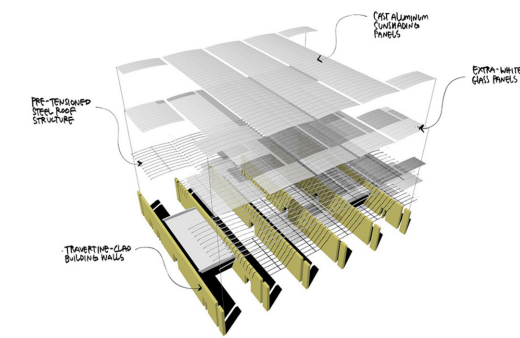 CAST ALUMINUM
SUNSHADING
PANELS
EXTRA-WHITE
GLASS PANELS
PRE-TENSIONED
STEEL ROOF
STRUCTURE
TRAVERTINE-CLAD
BUILDING WALLS